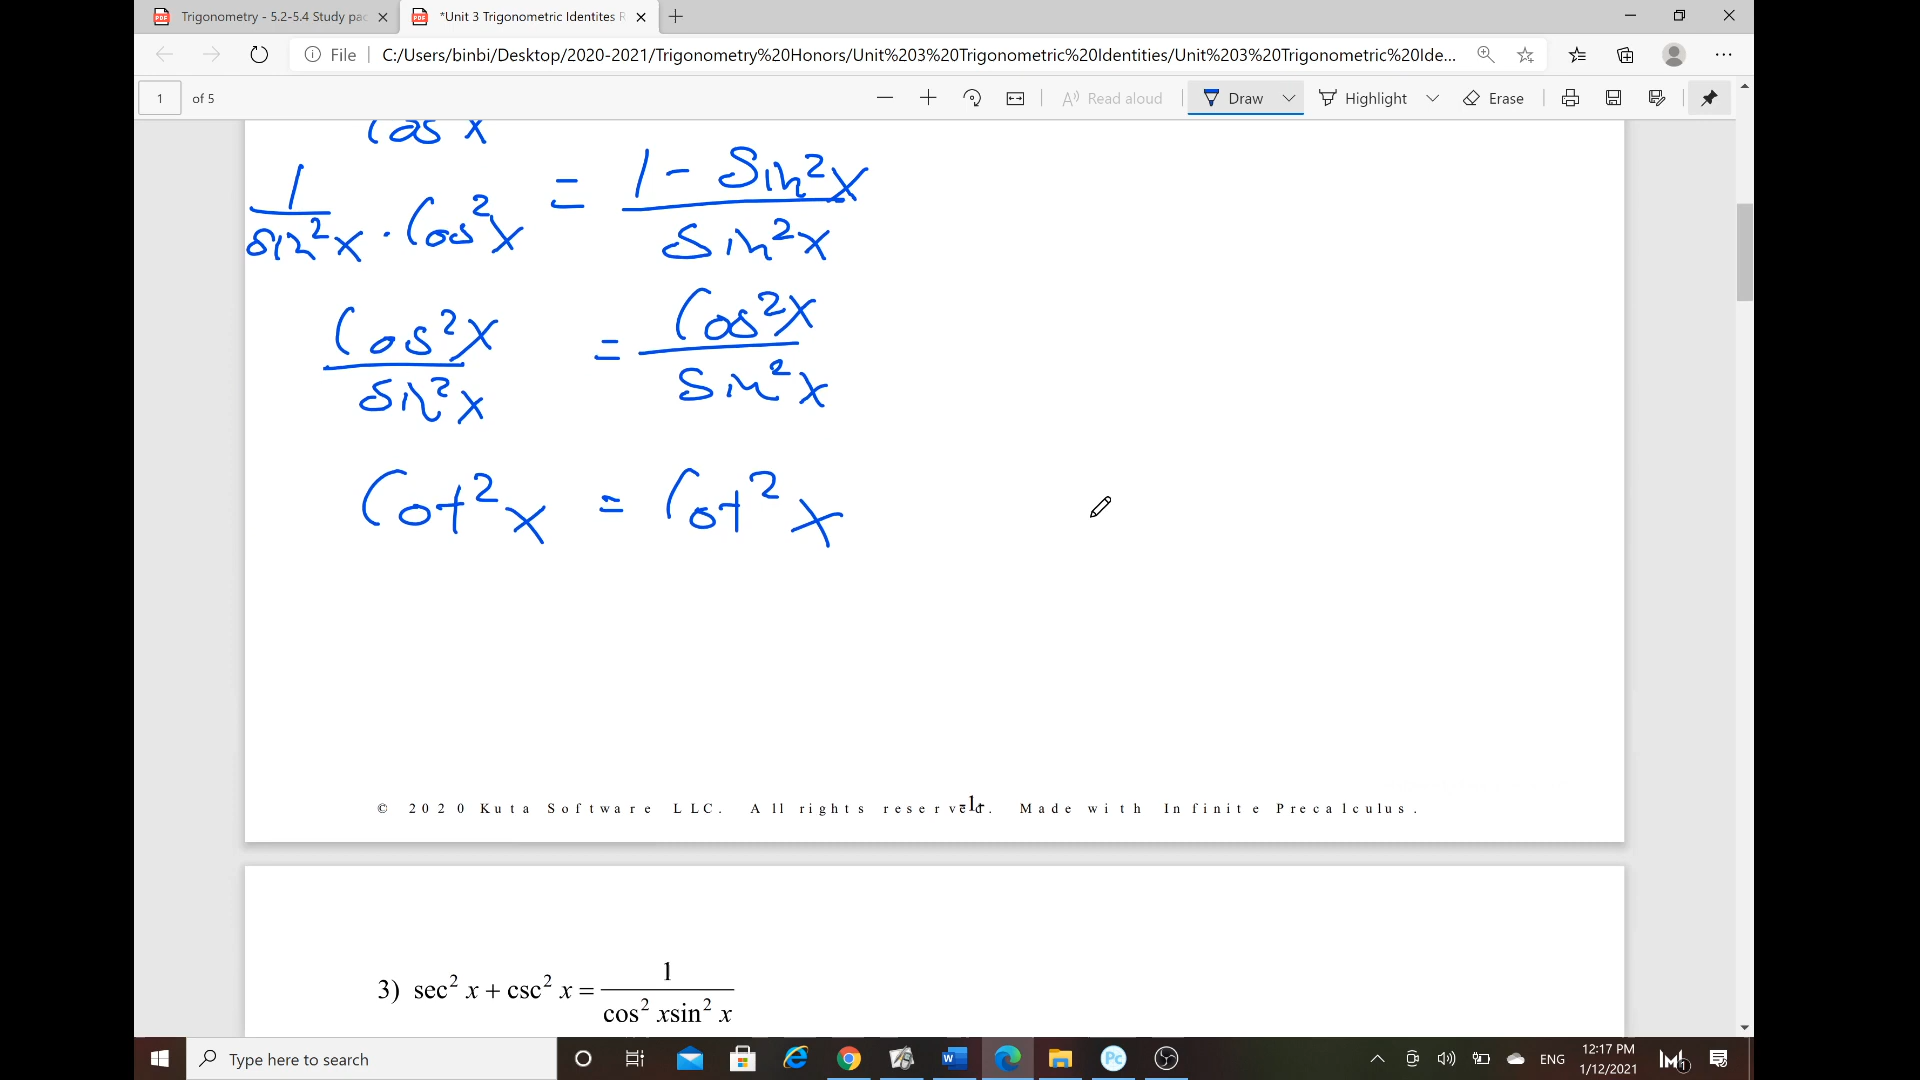 Trigonometry - 5.2-5.4 Study pac
*Unit 3 Trigonometric Identites R
File
C:/Users/binbi/Desktop/2020-2021/Trigonometry%20Honors/Unit%203%20Trigonometric%20Identities/Unit%203%20Trigonometric%20Ide...
1 of 5
Read aloud
Draw
Highlight
Erase
Cos x
1/sin²x · Cos²x = 1 - Sin²x/Sin²x
Cos²x/sin²x = Cos²x/Sin²x
Cot²x = Cot²x
© 2020 Kuta Software LLC. All rights reserved. Made with Infinite Precalculus.
-1-
3) sec² x + csc² x = 1/cos² xsin² x
Type here to search
ENG
12:17 PM
1/12/2021